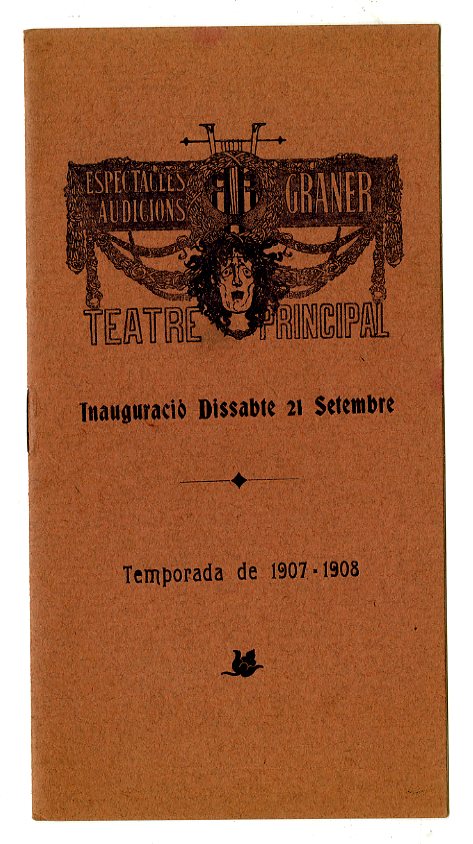 ESPECTACLES
AUDICIONS
GRANER
TEATRE PRINCIPAL
Inauguració Dissabte 21 Setembre
Temporada de 1907 - 1908